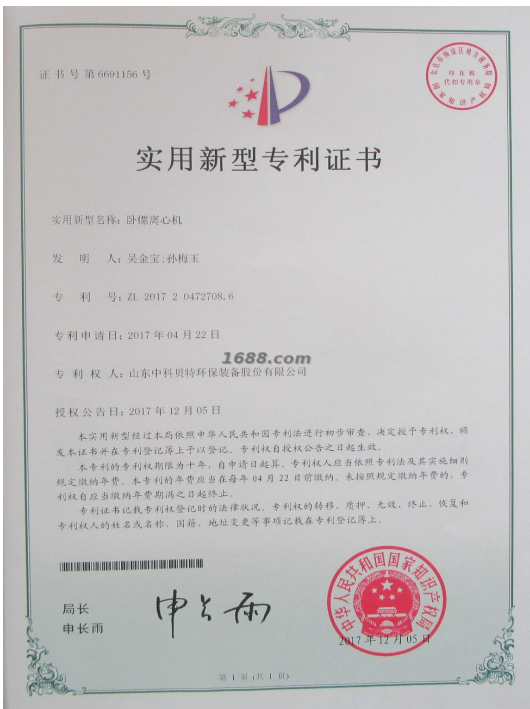 证书号第6691156号
印花税
代扣专用章
国家知识产权局
实用新型专利证书
实用新型名称：卧螺离心机
发明人：吴金宝;孙梅玉
专利号：ZL 2017 2 0472708.6
专利申请日：2017年04月22日
1688.com
专利权人：山东中科贝特环保装备股份有限公司
授权公告日：2017年12月05日
本实用新型经过本局依照中华人民共和国专利法进行初步审查，决定授予专利权，颁
发本证书并在专利登记簿上予以登记。专利权自授权公告之日起生效。
本专利的专利权期限为十年，自申请日起算。专利权人应当依照专利法及其实施细则
规定缴纳年费。本专利的年费应当在每年04月22日前缴纳。未按照规定缴纳年费的，专
利权自应当缴纳年费期满之日起终止。
专利证书记载专利权登记时的法律状况。专利权的转移、质押、无效、终止、恢复和
专利权人的姓名或名称、国籍、地址变更等事项记载在专利登记簿上。
局长
申长雨
申长雨
中华人民共和国国家知识产权局
2017年12月05日
第1页(共1页)